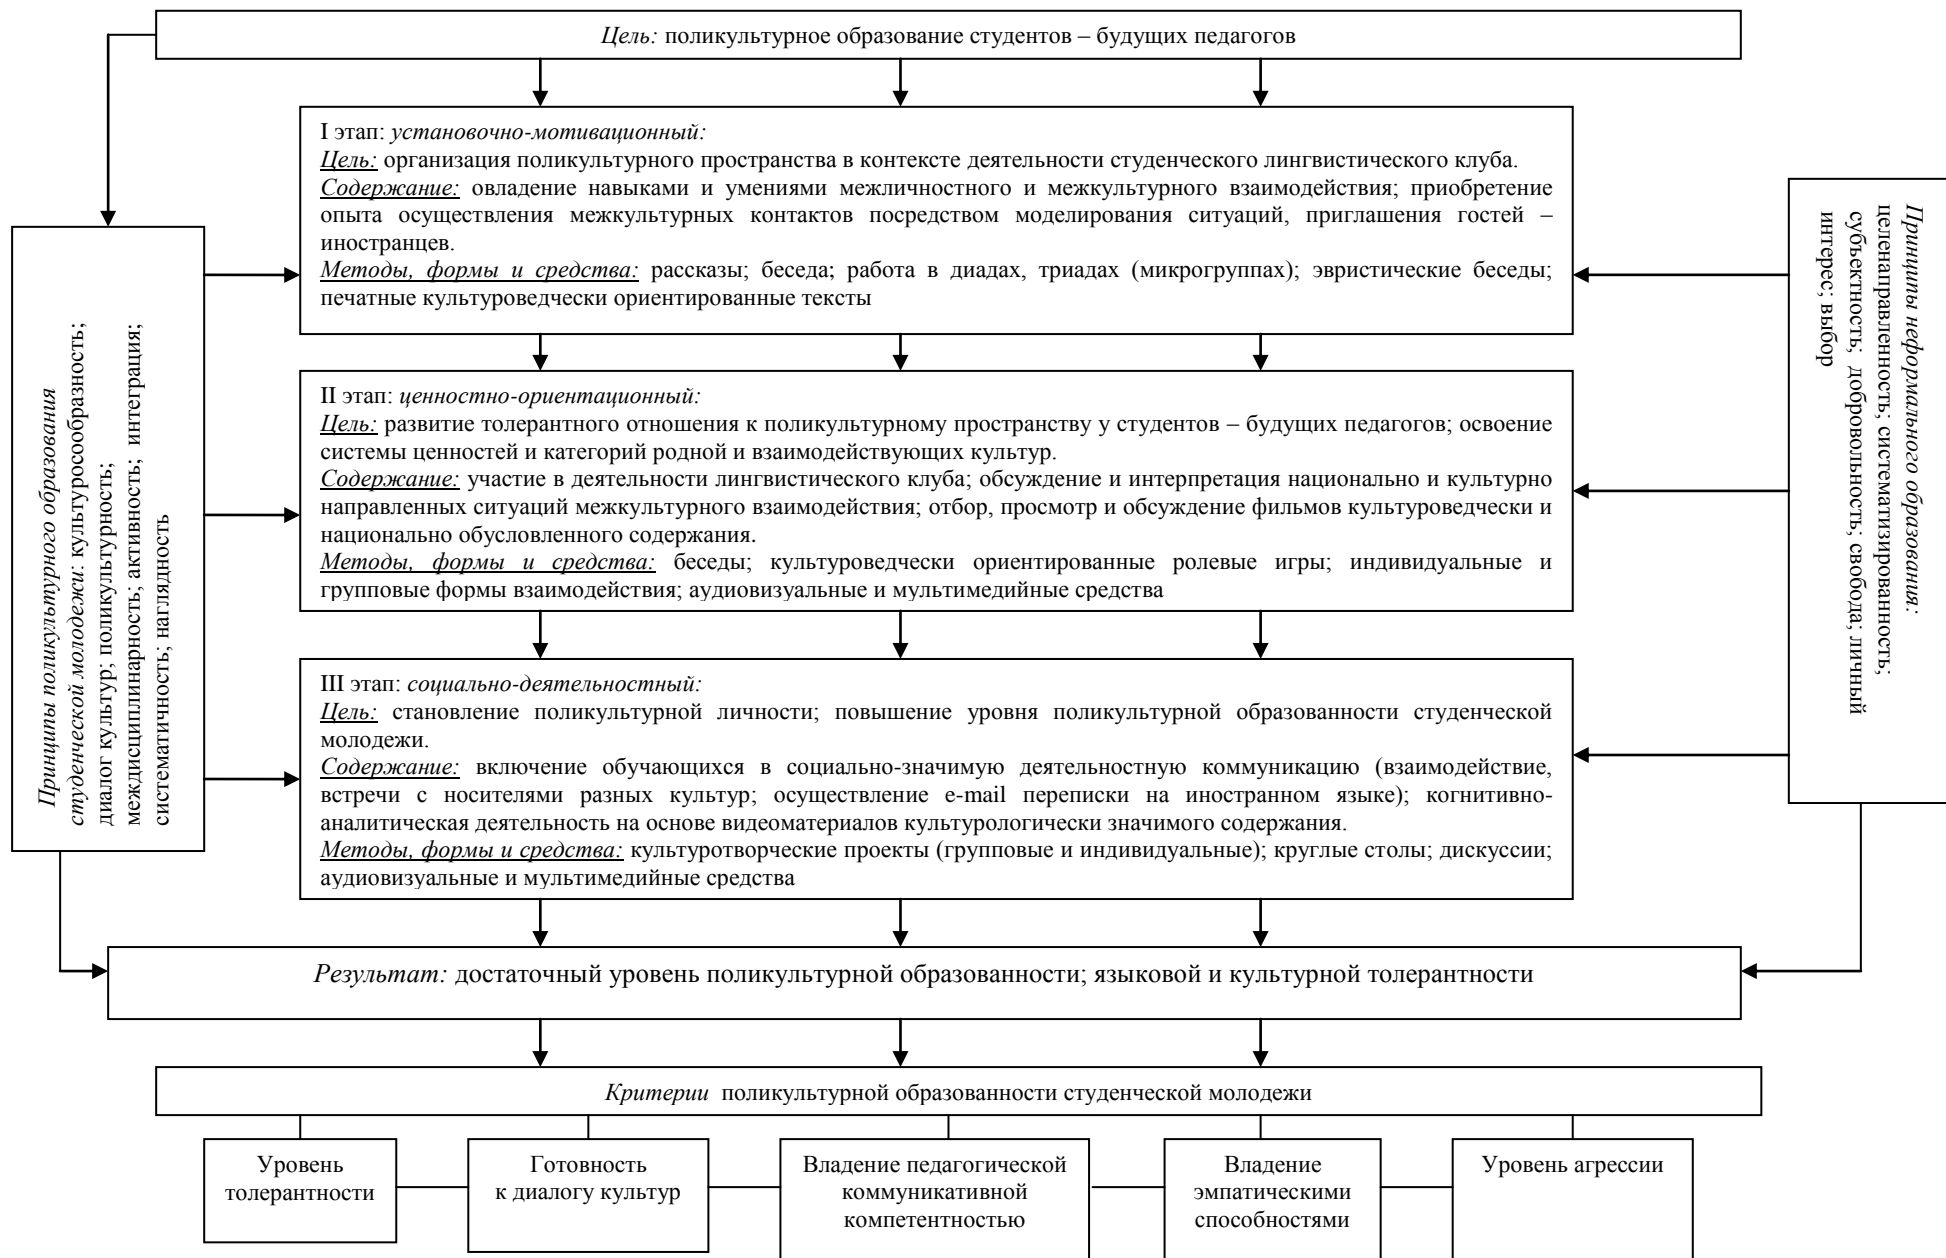 Цель: поликультурное образование студентов – будущих педагогов
I этап: установочно-мотивационный:
Цель: организация поликультурного пространства в контексте деятельности студенческого лингвистического клуба.
Содержание: овладение навыками и умениями межличностного и межкультурного взаимодействия; приобретение
опыта осуществления межкультурных контактов посредством моделирования ситуаций, приглашения гостей –
иностранцев.
Методы, формы и средства: рассказы; беседа; работа в диадах, триадах (микрогруппах); эвристические беседы;
печатные культуроведчески ориентированные тексты
Принципы поликультурного образования
студенческой молодежи: культуросообразность;
диалог культур; поликультурность;
междисциплинарность; активность; интеграция;
систематичность; наглядность
Принципы неформального образования:
целенаправленность; систематизированность;
субъектность; добровольность; свобода; личный
интерес; выбор
II этап: ценностно-ориентационный:
Цель: развитие толерантного отношения к поликультурному пространству у студентов – будущих педагогов; освоение
системы ценностей и категорий родной и взаимодействующих культур.
Содержание: участие в деятельности лингвистического клуба; обсуждение и интерпретация национально и культурно
направленных ситуаций межкультурного взаимодействия; отбор, просмотр и обсуждение фильмов культуроведчески и
национально обусловленного содержания.
Методы, формы и средства: беседы; культуроведчески ориентированные ролевые игры; индивидуальные и
групповые формы взаимодействия; аудиовизуальные и мультимедийные средства
III этап: социально-деятельностный:
Цель: становление поликультурной личности; повышение уровня поликультурной образованности студенческой
молодежи.
Содержание: включение обучающихся в социально-значимую деятельностную коммуникацию (взаимодействие,
встречи с носителями разных культур; осуществление e-mail переписки на иностранном языке); когнитивно-
аналитическая деятельность на основе видеоматериалов культурологически значимого содержания.
Методы, формы и средства: культуротворческие проекты (групповые и индивидуальные); круглые столы; дискуссии;
аудиовизуальные и мультимедийные средства
Результат: достаточный уровень поликультурной образованности; языковой и культурной толерантности
Критерии поликультурной образованности студенческой молодежи
Уровень
толерантности
Готовность
к диалогу культур
Владение педагогической
коммуникативной
компетентностью
Владение
эмпатическими
способностями
Уровень агрессии